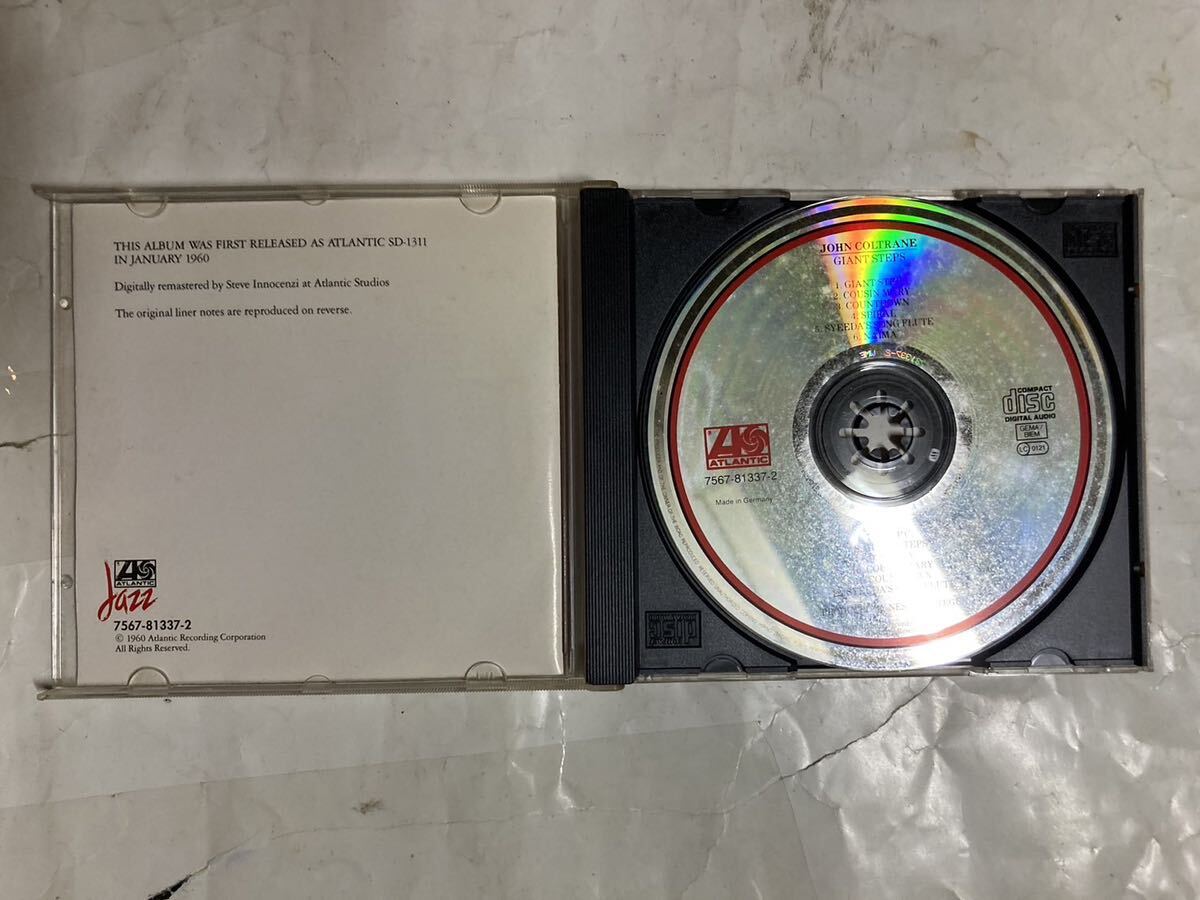 THIS ALBUM WAS FIRST RELEASED AS ATLANTIC SD-1311
IN JANUARY 1960
Digitally remastered by Steve Innocenzi at Atlantic Studios
The original liner notes are reproduced on reverse.
ATLANTIC
Jazz
7567-81337-2
© 1960 Atlantic Recording Corporation
All Rights Reserved.
JOHN COLTRANE
GIANT STEPS
1. GIANT STEPS
2. COUSIN MARY
3. COUNTDOWN
4. SPIRAL
5. SYEEDA'S SONG FLUTE
6. NAIMA
COMPACT
disc
DIGITAL AUDIO
GEMA/
BIEM
LC 0121
ATLANTIC
7567-81337-2
Made in Germany